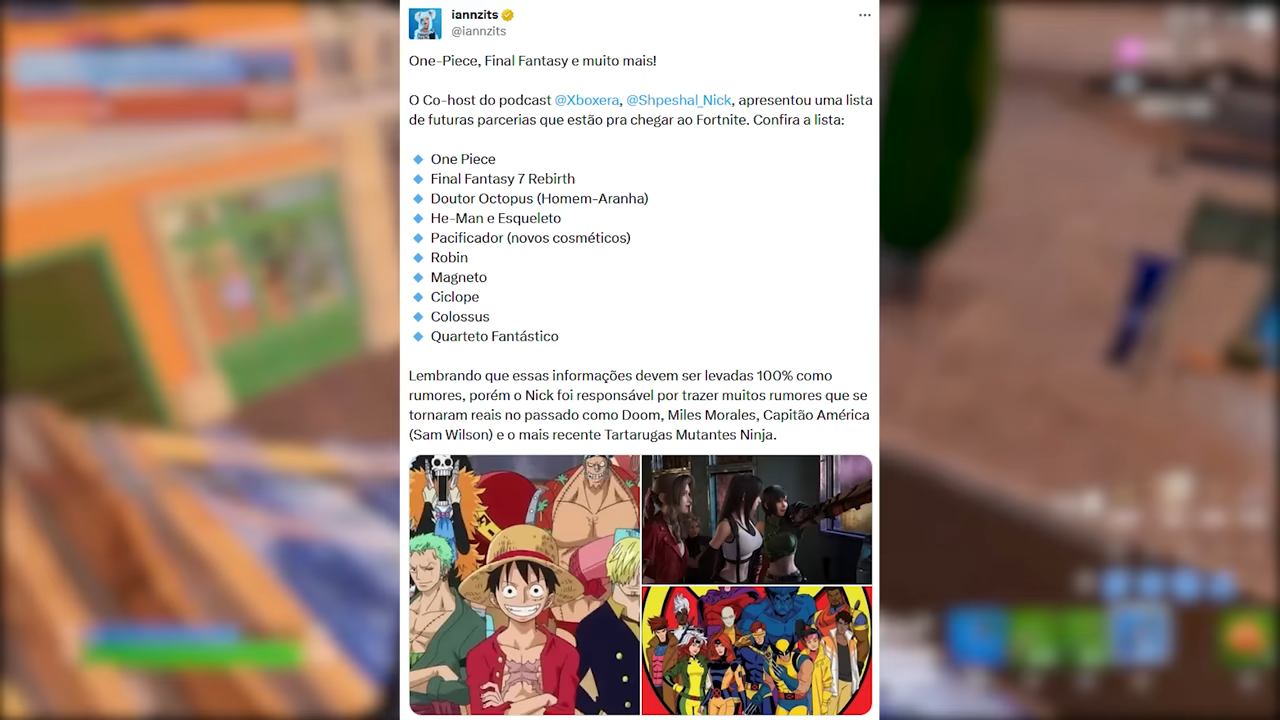 iannzits
@iannzits
One-Piece, Final Fantasy e muito mais!
O Co-host do podcast @Xboxera, @Shpeshal_Nick, apresentou uma lista
de futuras parcerias que estão pra chegar ao Fortnite. Confira a lista:
One Piece
Final Fantasy 7 Rebirth
Doutor Octopus (Homem-Aranha)
He-Man e Esqueleto
Pacificador (novos cosméticos)
Robin
Magneto
Ciclope
Colossus
Quarteto Fantástico
Lembrando que essas informações devem ser levadas 100% como
rumores, porém o Nick foi responsável por trazer muitos rumores que se
tornaram reais no passado como Doom, Miles Morales, Capitão América
(Sam Wilson) e o mais recente Tartarugas Mutantes Ninja.